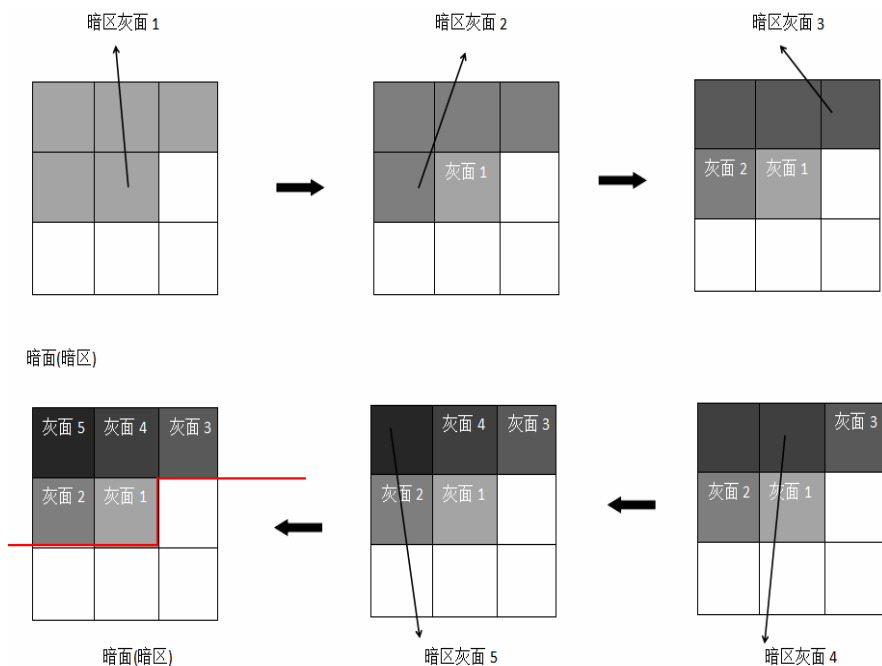 暗区灰面 1
暗区灰面 2
暗区灰面 3
灰面 1
灰面 2
灰面 1
暗面(暗区)
灰面 5
灰面 4
灰面 3
灰面 2
灰面 1
灰面 4
灰面 3
灰面 2
灰面 1
灰面 3
灰面 2
灰面 1
暗面(暗区)
暗区灰面 5
暗区灰面 4